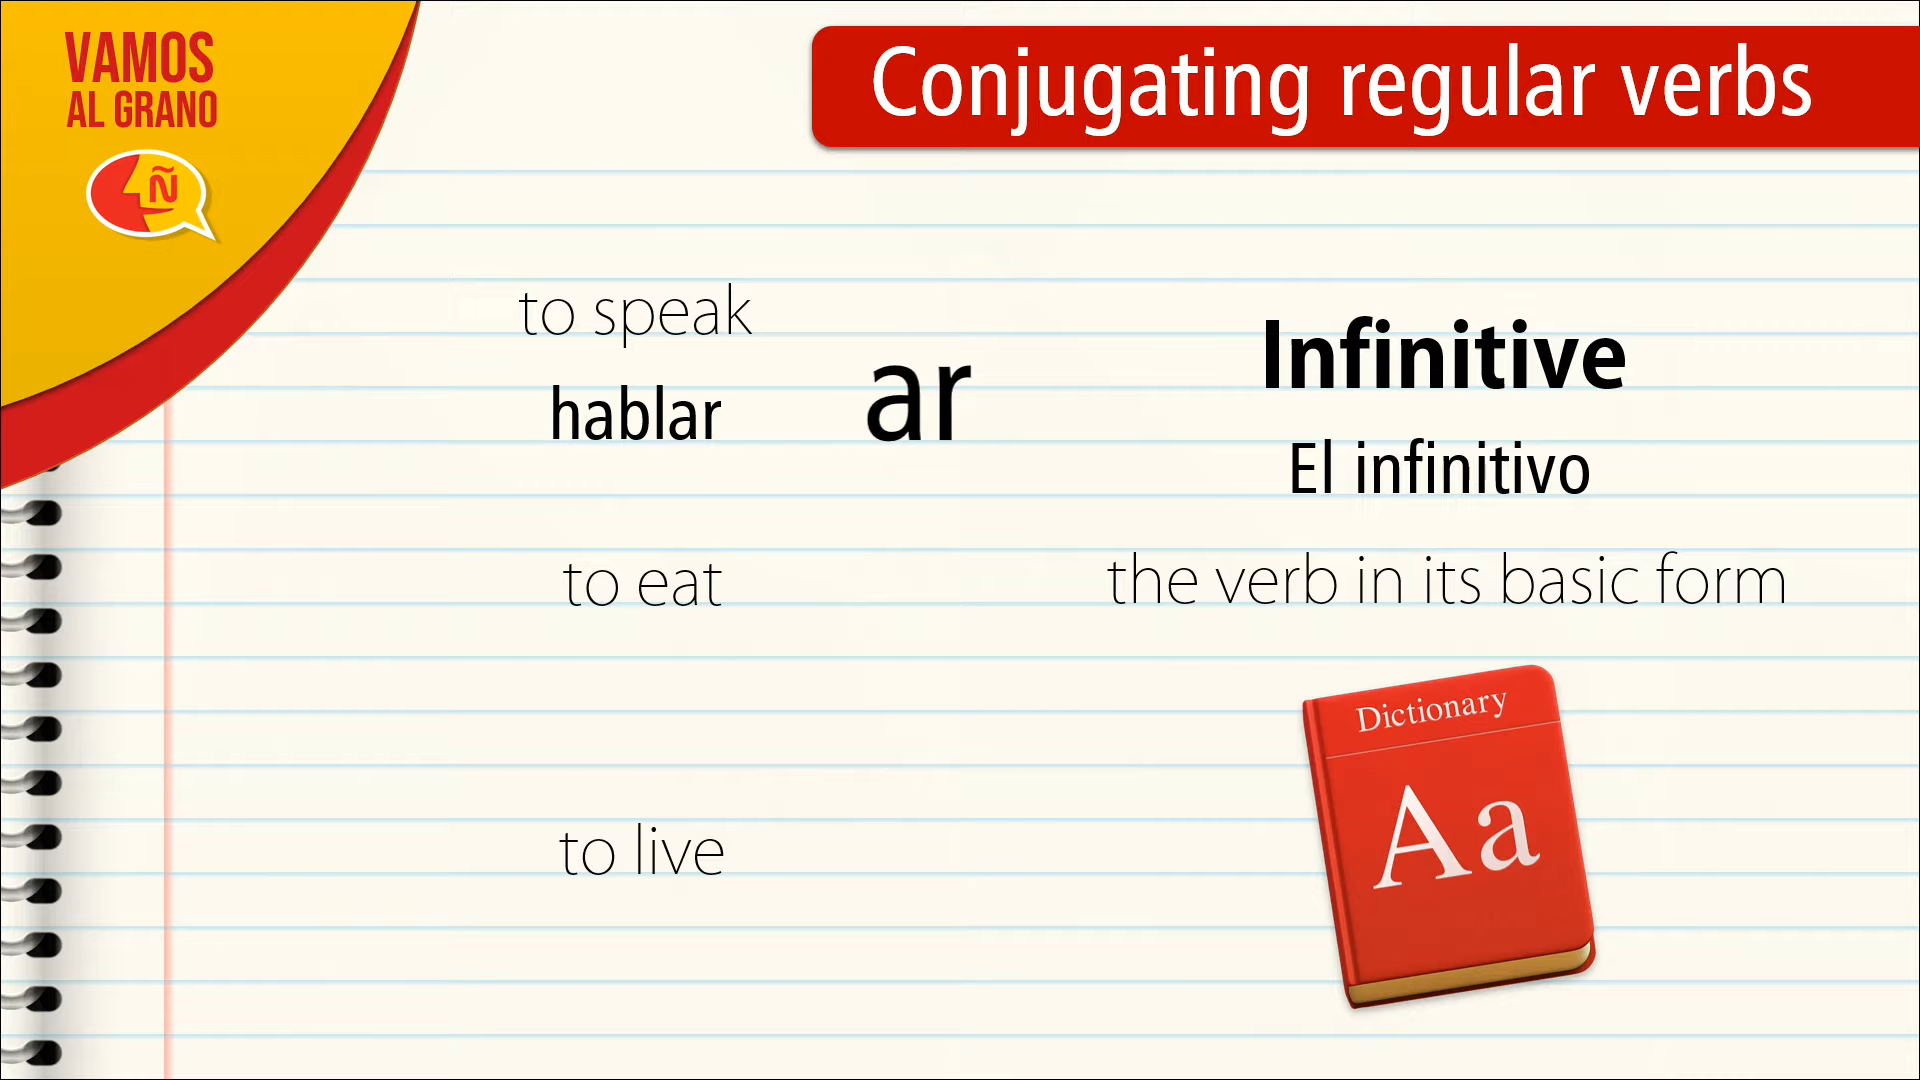 VAMOS
AL GRANO
Ñ
Conjugating regular verbs
to speak
hablar
ar
to eat
to live
Infinitive
El infinitivo
the verb in its basic form
Dictionary
Aa